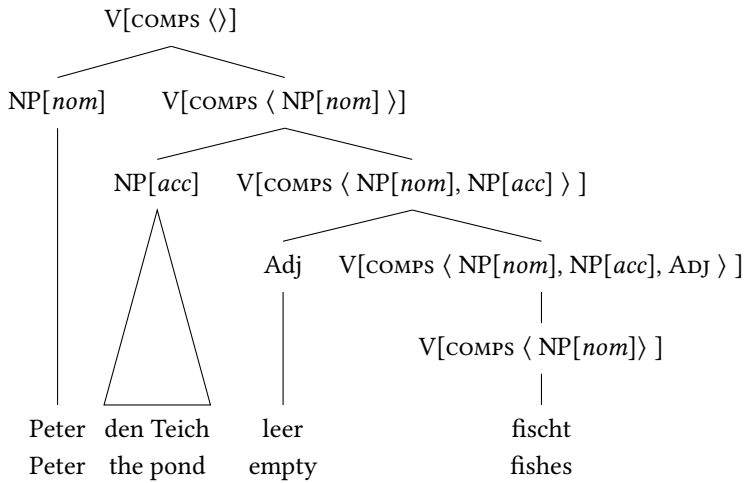 V[COMPS ⟨⟩]
NP[nom] V[COMPS ⟨ NP[nom] ⟩]
NP[acc] V[COMPS ⟨ NP[nom], NP[acc] ⟩ ]
Adj V[COMPS ⟨ NP[nom], NP[acc], ADJ ⟩ ]
V[COMPS ⟨ NP[nom]⟩ ]
Peter den Teich leer fischt
Peter the pond empty fishes